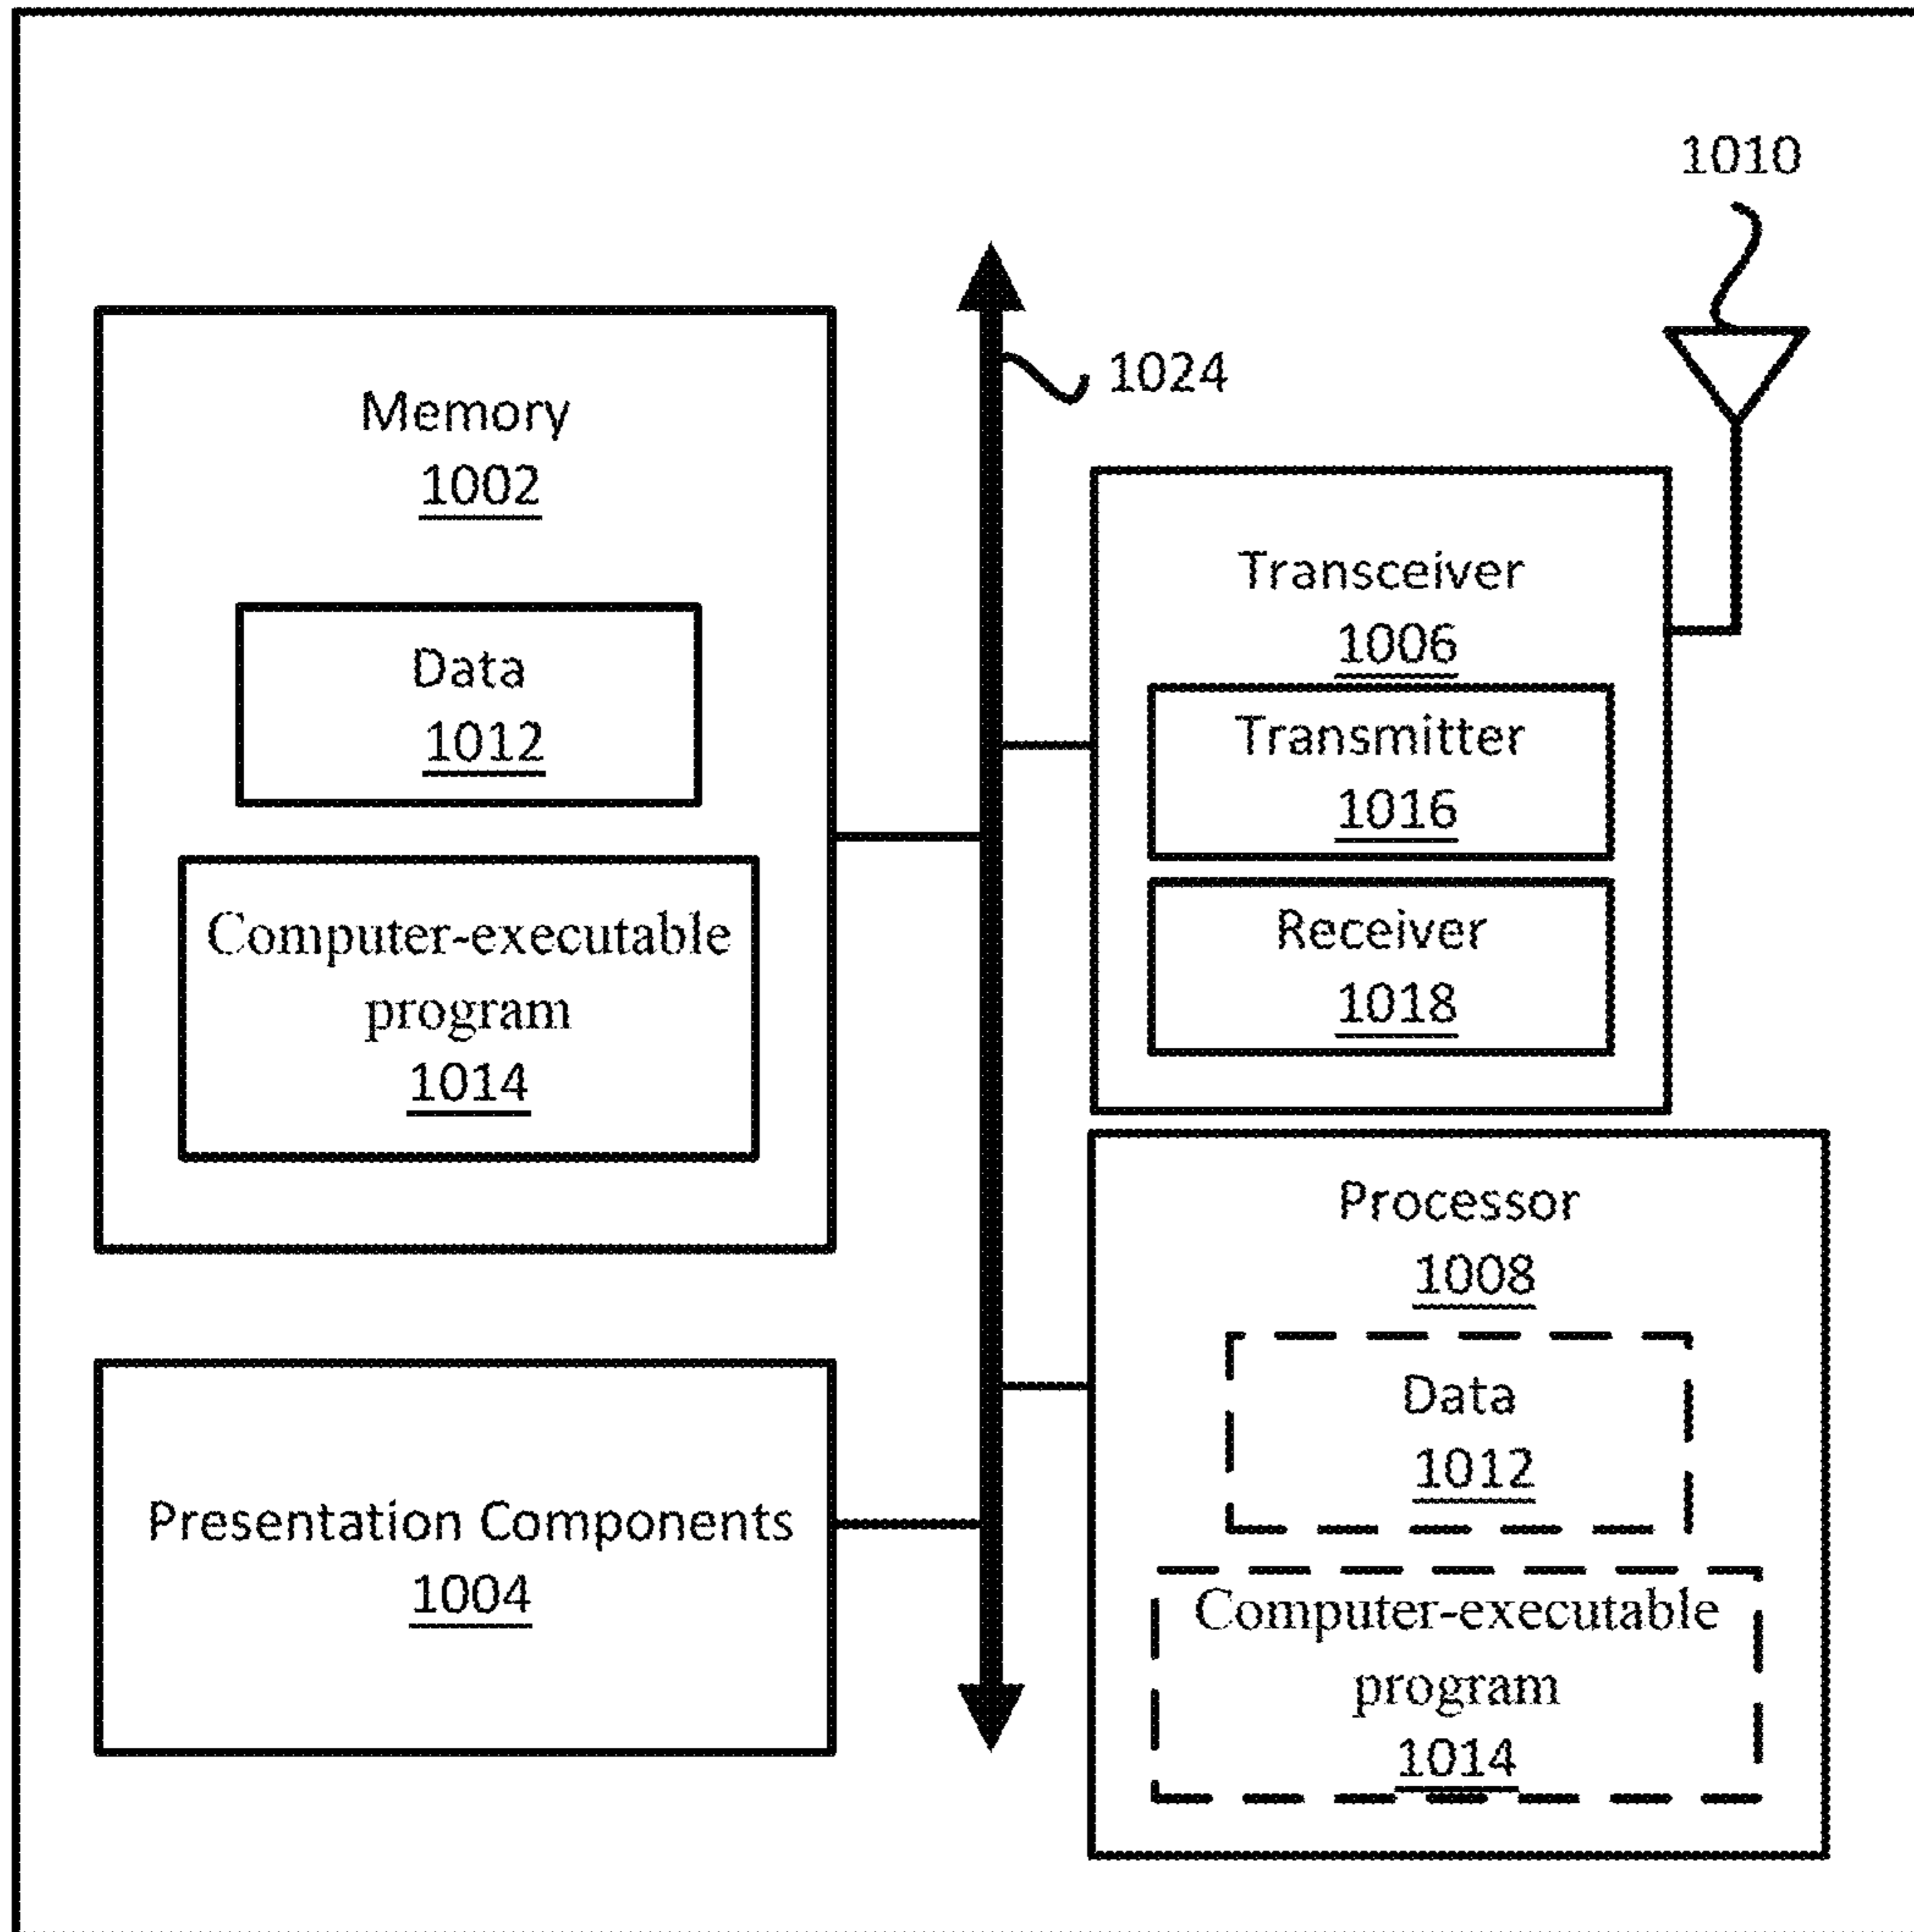 1010
1024
Memory
1002
Data
1012
Computer-executable
program
1014
Transceiver
1006
Transmitter
1016
Receiver
1018
Processor
1008
Data
1012
Computer-executable
program
1014
Presentation Components
1004